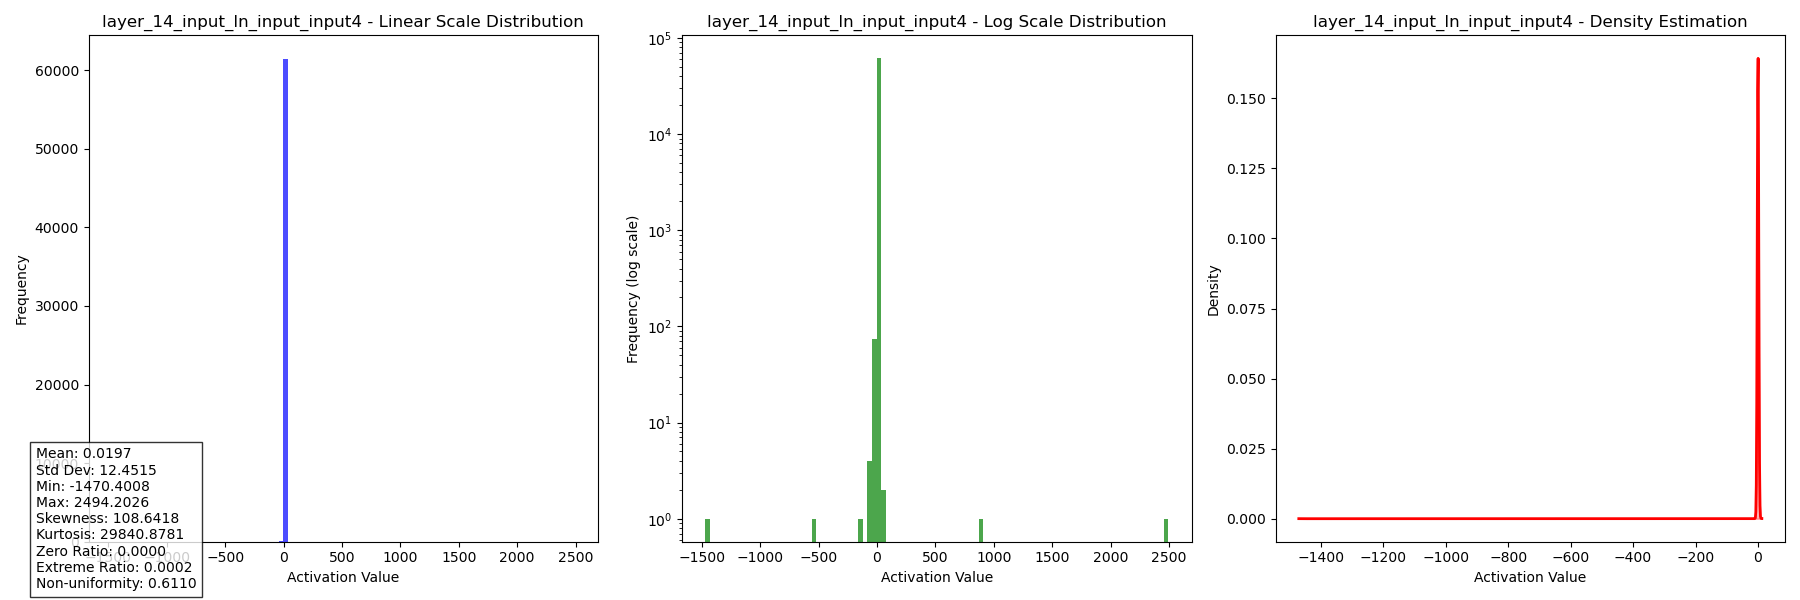 layer_14_input_ln_input_input4 - Linear Scale Distribution
60000
50000
40000
30000
20000
10000
0
Frequency
−500
0
500
1000
1500
2000
2500
Activation Value
Mean: 0.0197
Std Dev: 12.4515
Min: -1470.4008
Max: 2494.2026
Skewness: 108.6418
Kurtosis: 29840.8781
Zero Ratio: 0.0000
Extreme Ratio: 0.0002
Non-uniformity: 0.6110
layer_14_input_ln_input_input4 - Log Scale Distribution
10^5
10^4
10^3
10^2
10^1
10^0
Frequency (log scale)
−1500
−1000
−500
0
500
1000
1500
2000
2500
Activation Value
layer_14_input_ln_input_input4 - Density Estimation
0.150
0.125
0.100
0.075
0.050
0.025
0.000
Density
−1400
−1200
−1000
−800
−600
−400
−200
0
Activation Value